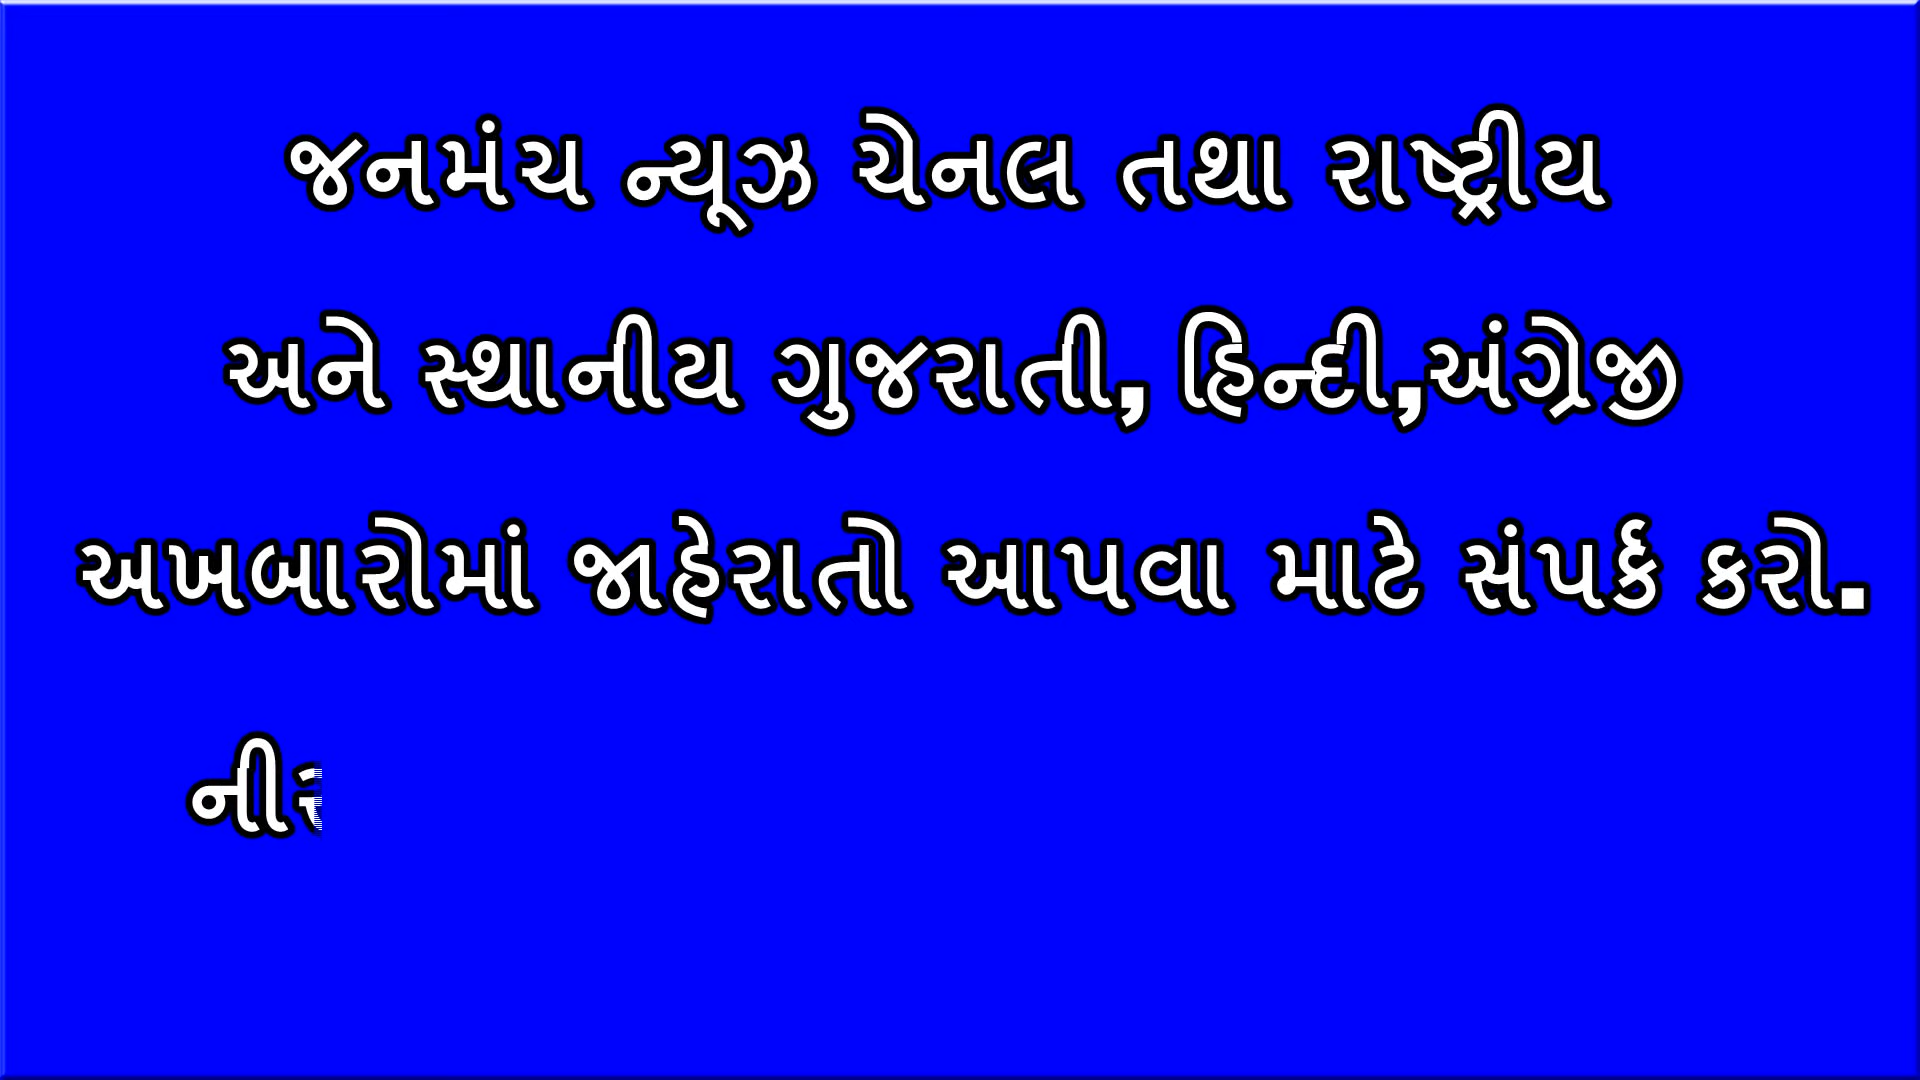 જનમંચ ન્યૂઝ ચેનલ તથા રાષ્ટ્રીય
અને સ્થાનીય ગુજરાતી, હિન્દી,અંગ્રેજી
અખબારોમાં જાહેરાતો આપવા માટે સંપર્ક કરો.